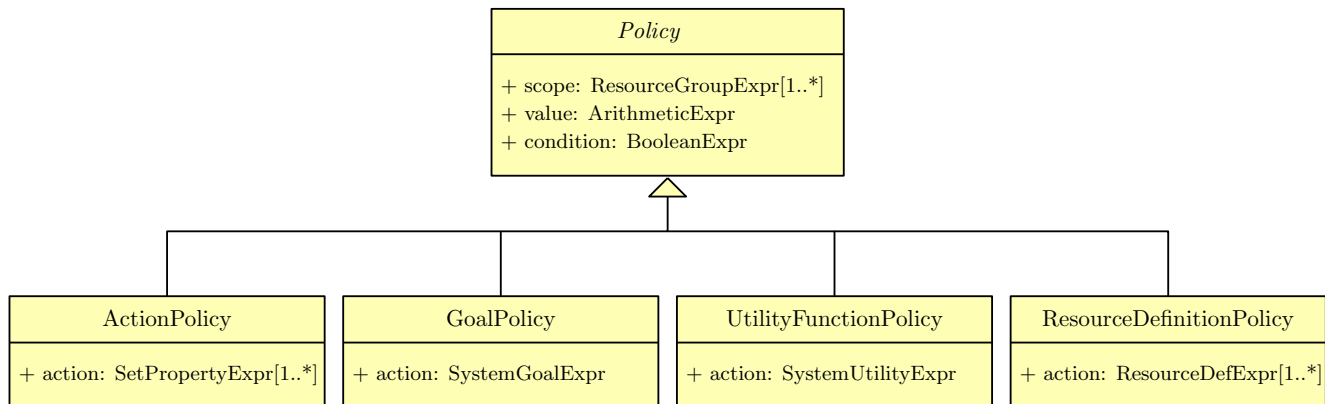 Policy
+ scope: ResourceGroupExpr[1..*]
+ value: ArithmeticExpr
+ condition: BooleanExpr
ActionPolicy
+ action: SetPropertyExpr[1..*]
GoalPolicy
+ action: SystemGoalExpr
UtilityFunctionPolicy
+ action: SystemUtilityExpr
ResourceDefinitionPolicy
+ action: ResourceDefExpr[1..*]